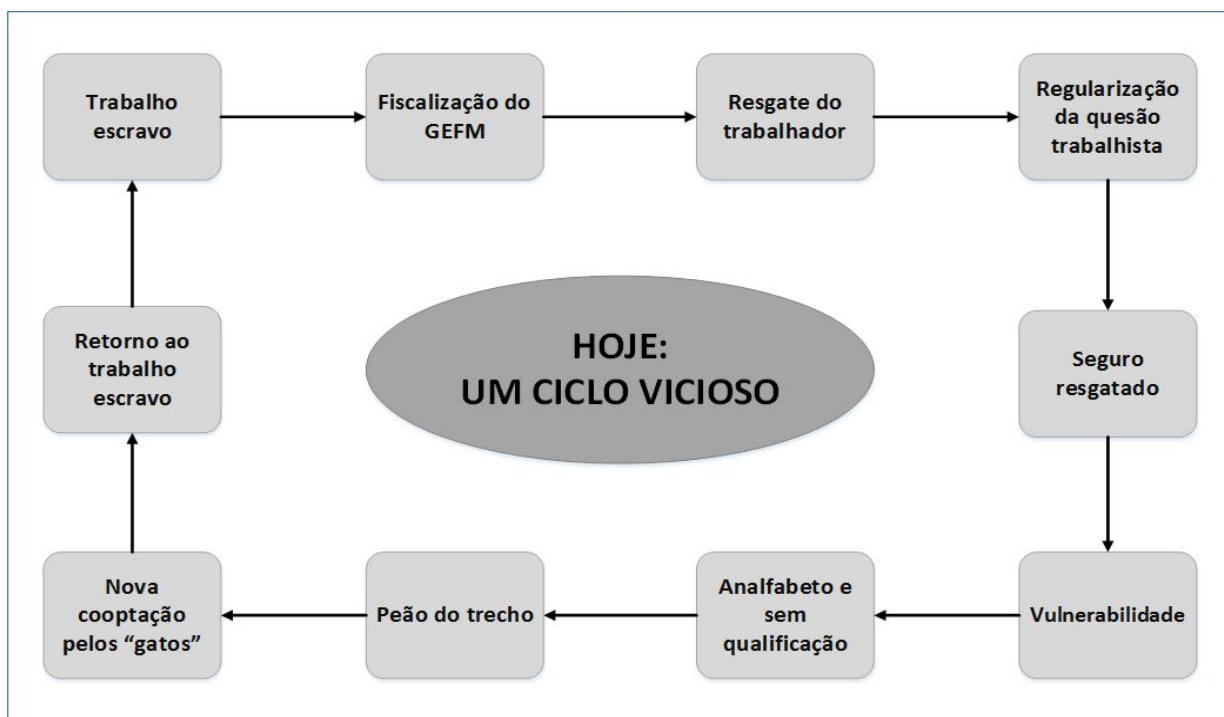 Trabalho
escravo
Fiscalização do
GEFM
Resgate do
trabalhador
Regularização
da quesão
trabalhista
Seguro
resgatado
Vulnerabilidade
Analfabeto e
sem
qualificação
Peão do trecho
Nova
cooptação
pelos “gatos”
Retorno ao
trabalho
escravo
HOJE:
UM CICLO VICIOSO